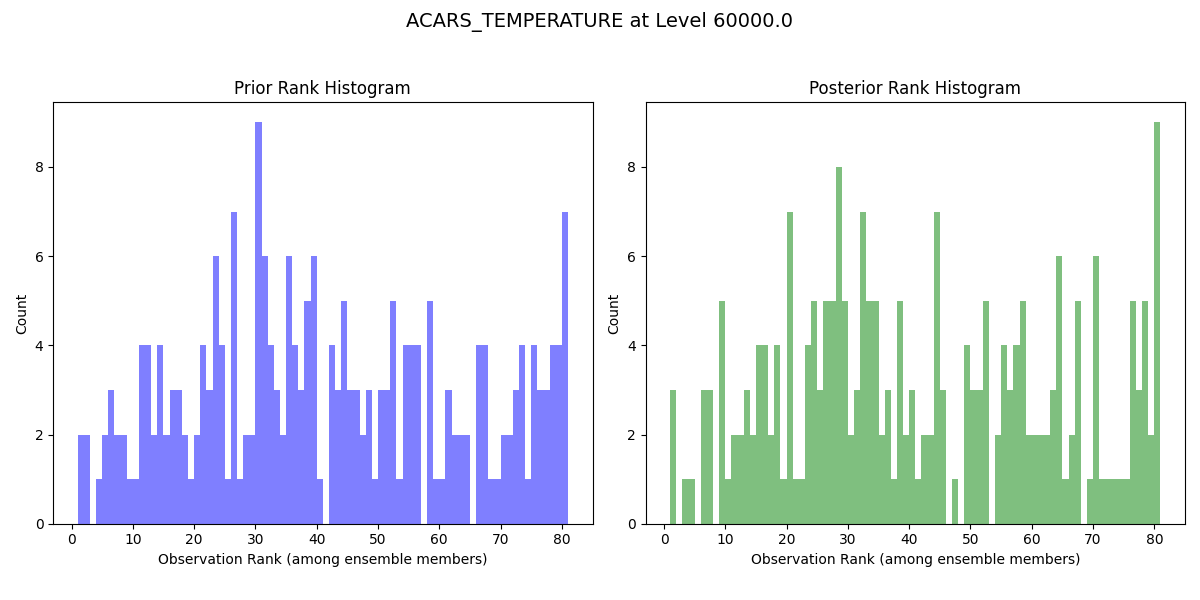 ACARS_TEMPERATURE at Level 60000.0
Prior Rank Histogram
Count
0
2
4
6
8
0 10 20 30 40 50 60 70 80
Observation Rank (among ensemble members)
Posterior Rank Histogram
Count
0
2
4
6
8
0 10 20 30 40 50 60 70 80
Observation Rank (among ensemble members)